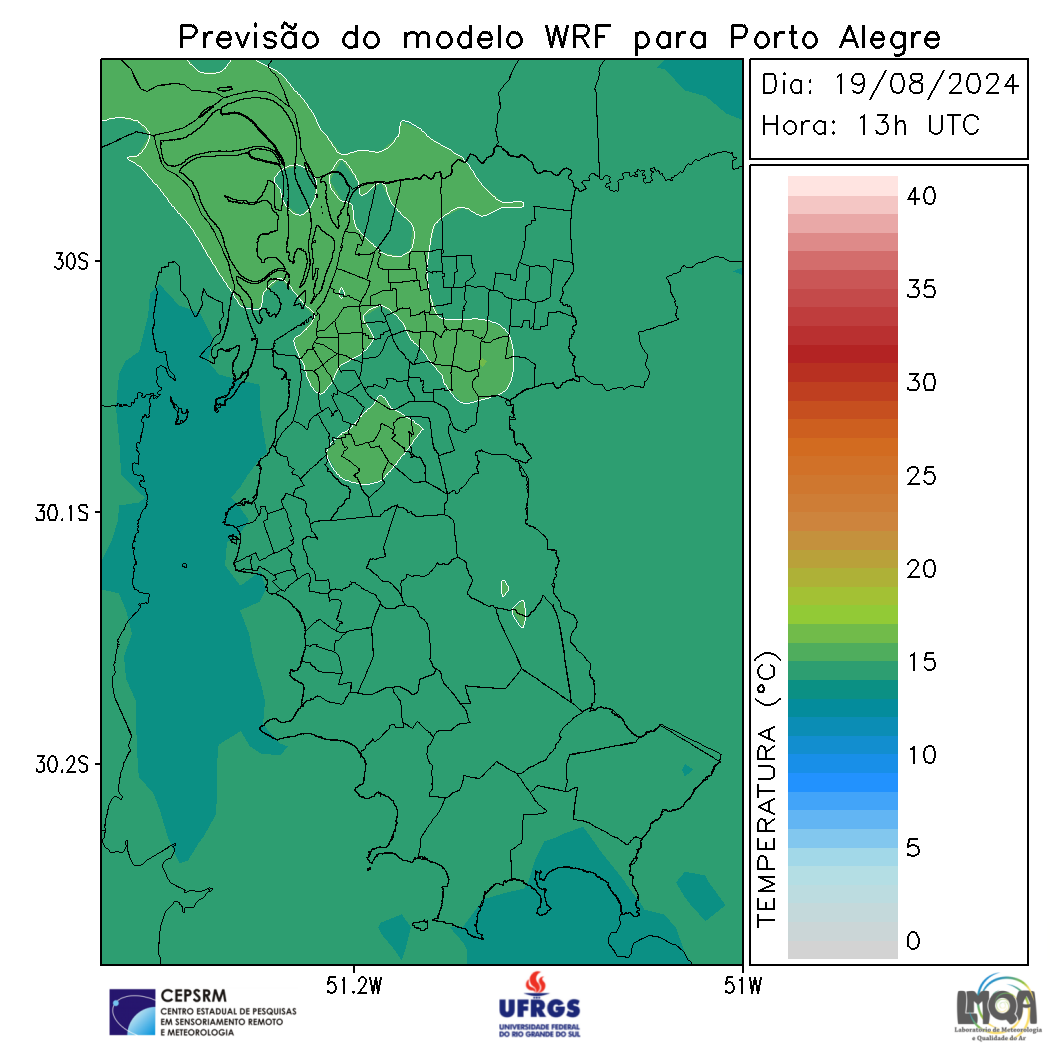 Previsão do modelo WRF para Porto Alegre
Dia: 19/08/2024
Hora: 13h UTC
40
35
30
25
20
15
10
5
0
TEMPERATURA (°C)
30S
30.1S
30.2S
51.2W
51W
CEPSRM
CENTRO ESTADUAL DE PESQUISAS
EM SENSORIAMENTO REMOTO
E METEOROLOGIA
UFRGS
UNIVERSIDADE FEDERAL
DO RIO GRANDE DO SUL
LMQA
Laboratório de Meteorologia
e Qualidade do Ar